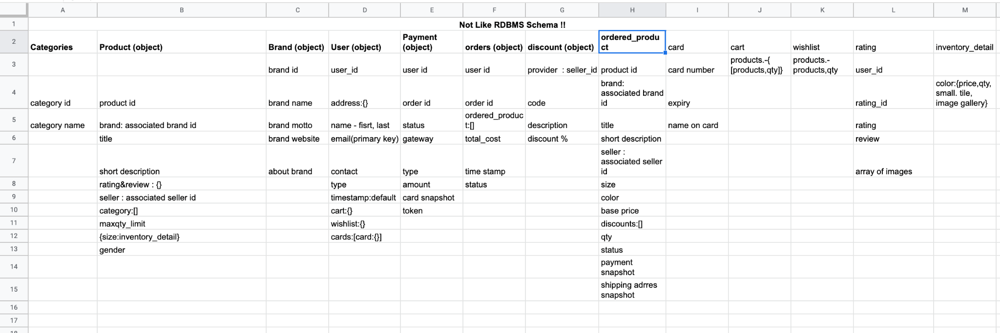 A B C D E F G H I J K L M
1 Not Like RDBMS Schema !!
2 Categories Product (object) Brand (object) User (object) Payment (object) orders (object) discount (object) ordered_product card cart wishlist rating inventory_detail
3 brand id user_id user id user id provider : seller_id product id card number products.-{[products,qty]} products.-products,qty user_id
4 category id product id brand name address:{} order id order id code brand: associated brand id expiry rating_id color:{price,qty, small. tile, image gallery}
5 category name brand: associated brand id brand motto name - fisrt, last status ordered_product:[] description title name on card rating
6 title brand website email(primary key) gateway total_cost discount % short description review
7 short description about brand contact type time stamp seller : associated seller id array of images
8 rating&review : {} type amount status size
9 seller : associated seller id timestamp:default card snapshot color
10 category:[] cart:{} token base price
11 maxqty_limit wishlist:{} discounts:[]
12 {size:inventory_detail} cards:[card:{}] qty
13 gender status
14 payment snapshot
15 shipping adrres snapshot
16
17
18